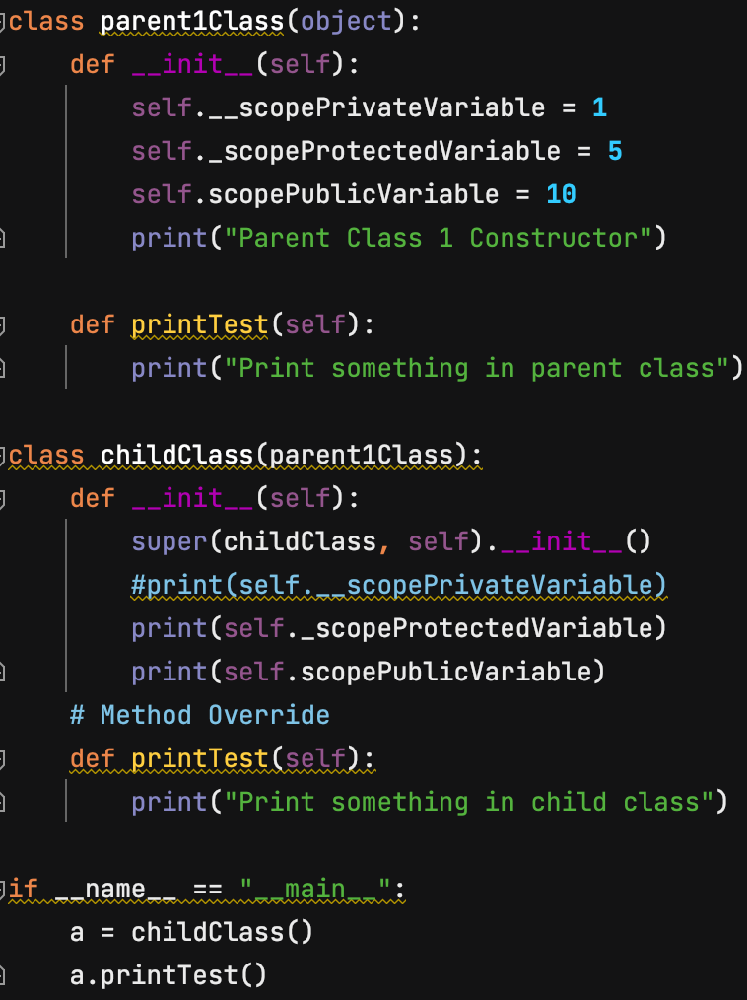 class parent1Class(object):
    def __init__(self):
        self.__scopePrivateVariable = 1
        self._scopeProtectedVariable = 5
        self.scopePublicVariable = 10
        print("Parent Class 1 Constructor")

    def printTest(self):
        print("Print something in parent class")

class childClass(parent1Class):
    def __init__(self):
        super(childClass, self).__init__()
        #print(self.__scopePrivateVariable)
        print(self._scopeProtectedVariable)
        print(self.scopePublicVariable)
    # Method Override
    def printTest(self):
        print("Print something in child class")

if __name__ == "__main__":
    a = childClass()
    a.printTest()